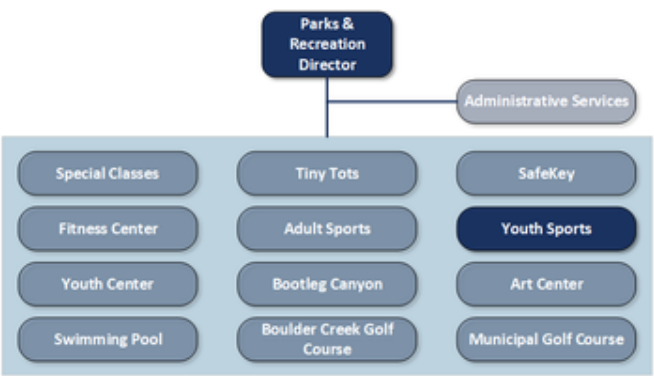 Parks &
Recreation
Director
Administrative Services
Special Classes
Tiny Tots
SafeKey
Fitness Center
Adult Sports
Youth Sports
Youth Center
Bootleg Canyon
Art Center
Swimming Pool
Boulder Creek Golf
Course
Municipal Golf Course